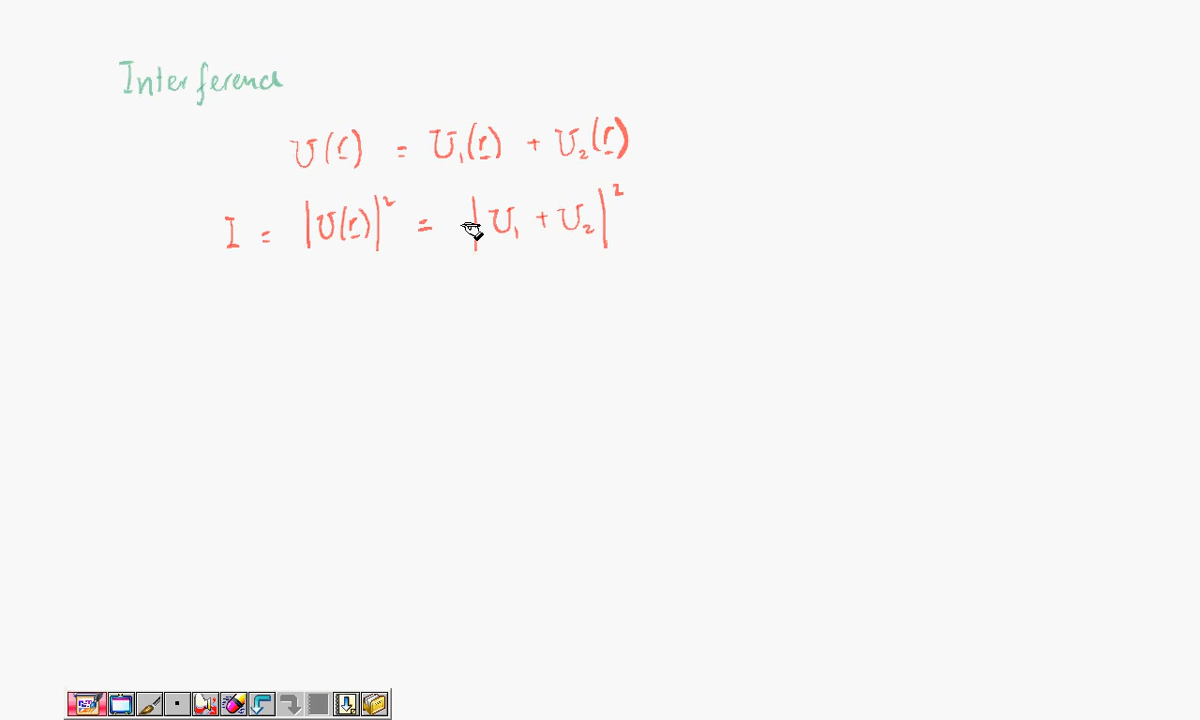 Interference
U(r) = U₁(r) + U₂(r)
I = |U(r)|² = |U₁ + U₂|²